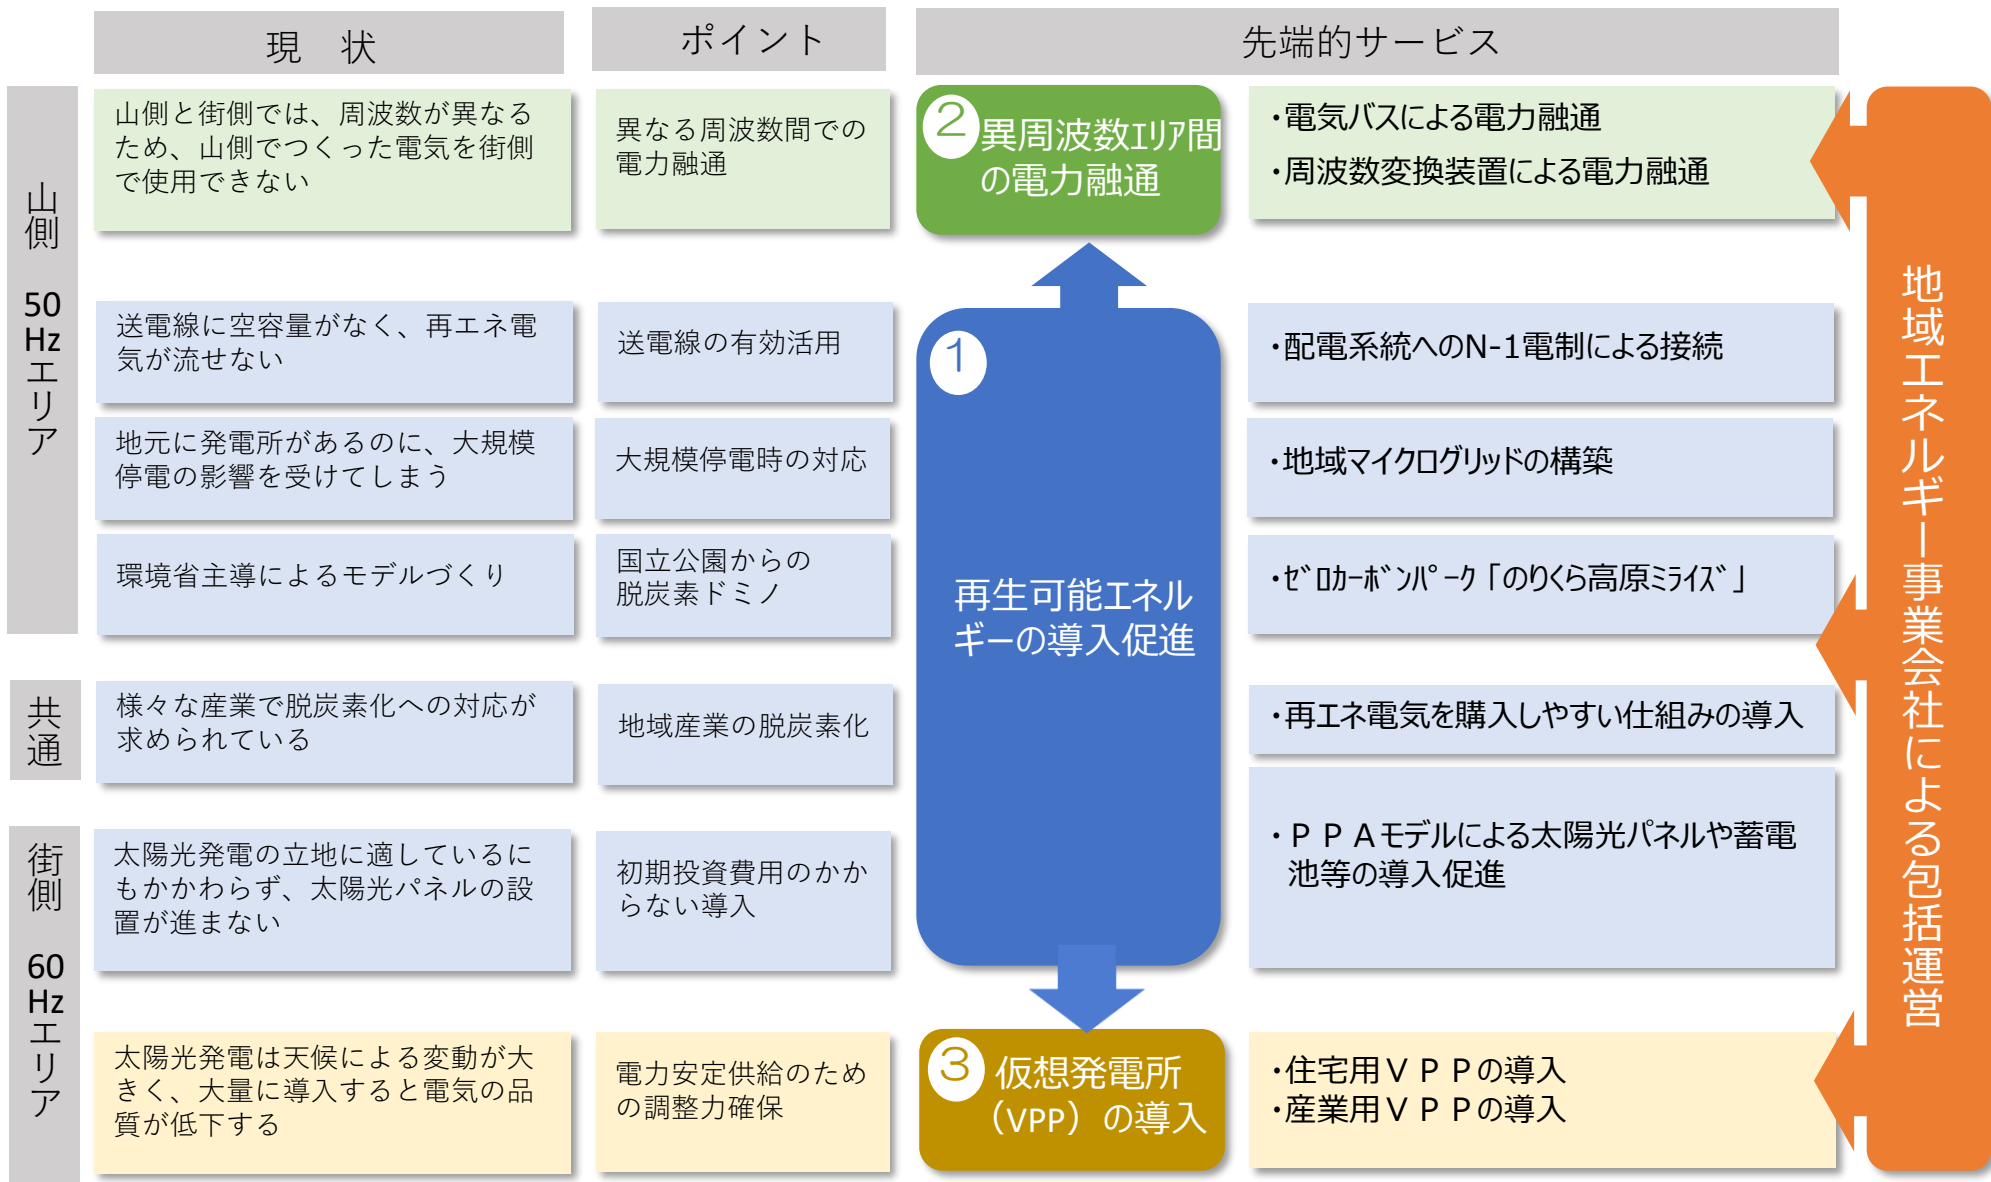 現　状
ポイント
先端的サービス
山側　50Hzエリア
山側と街側では、周波数が異なる
ため、山側でつくった電気を街側
で使用できない
異なる周波数間での
電力融通
2
異周波数ｴﾘｱ間
の電力融通
・電気バスによる電力融通
・周波数変換装置による電力融通
送電線に空容量がなく、再エネ電
気が流せない
送電線の有効活用
1
再生可能エネル
ギーの導入促進
・配電系統へのN-1電制による接続
地元に発電所があるのに、大規模
停電の影響を受けてしまう
大規模停電時の対応
・地域マイクログリッドの構築
環境省主導によるモデルづくり
国立公園からの
脱炭素ドミノ
・ｾﾞﾛｶｰﾎﾞﾝﾊﾟｰｸ「のりくら高原ﾐﾗｲｽﾞ」
共通
様々な産業で脱炭素化への対応が
求められている
地域産業の脱炭素化
・再エネ電気を購入しやすい仕組みの導入
街側　60Hzエリア
太陽光発電の立地に適しているに
もかかわらず、太陽光パネルの設
置が進まない
初期投資費用のかか
らない導入
・ＰＰＡモデルによる太陽光パネルや蓄電
池等の導入促進
太陽光発電は天候による変動が大
きく、大量に導入すると電気の品
質が低下する
電力安定供給のため
の調整力確保
3
仮想発電所
（VPP）の導入
・住宅用ＶＰＰの導入
・産業用ＶＰＰの導入
地域エネルギー事業会社による包括運営